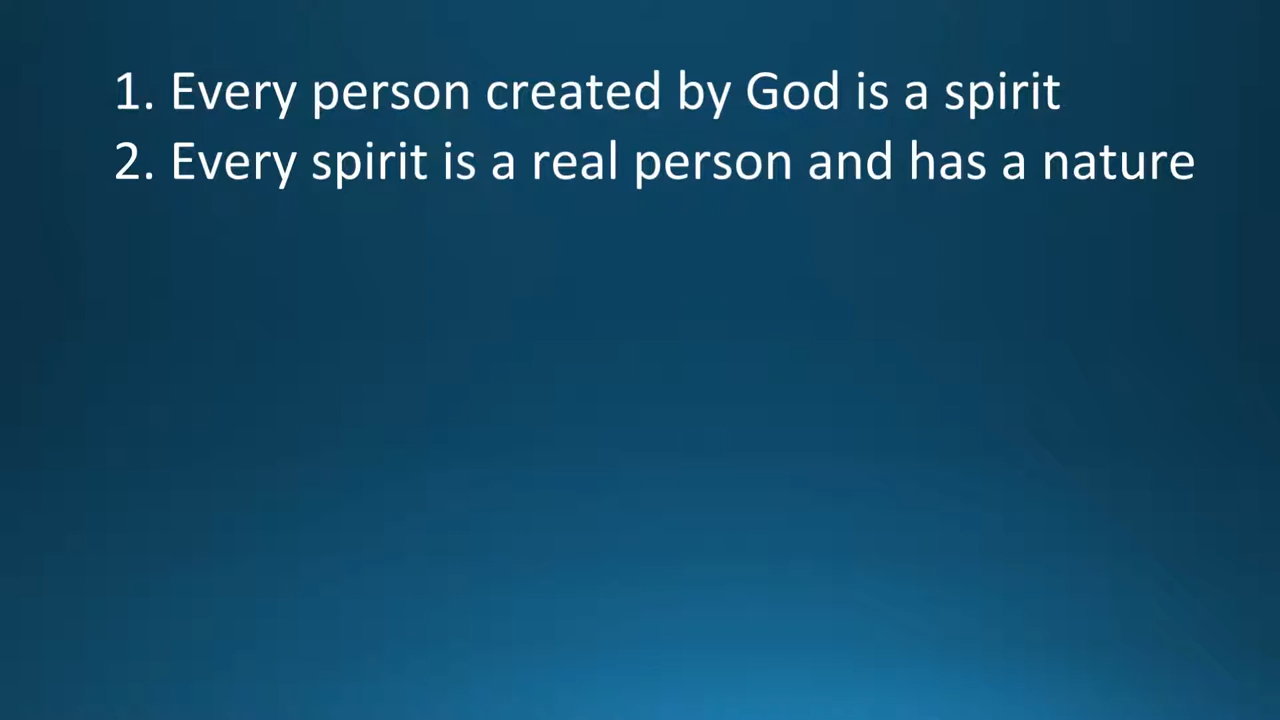 1. Every person created by God is a spirit
2. Every spirit is a real person and has a nature